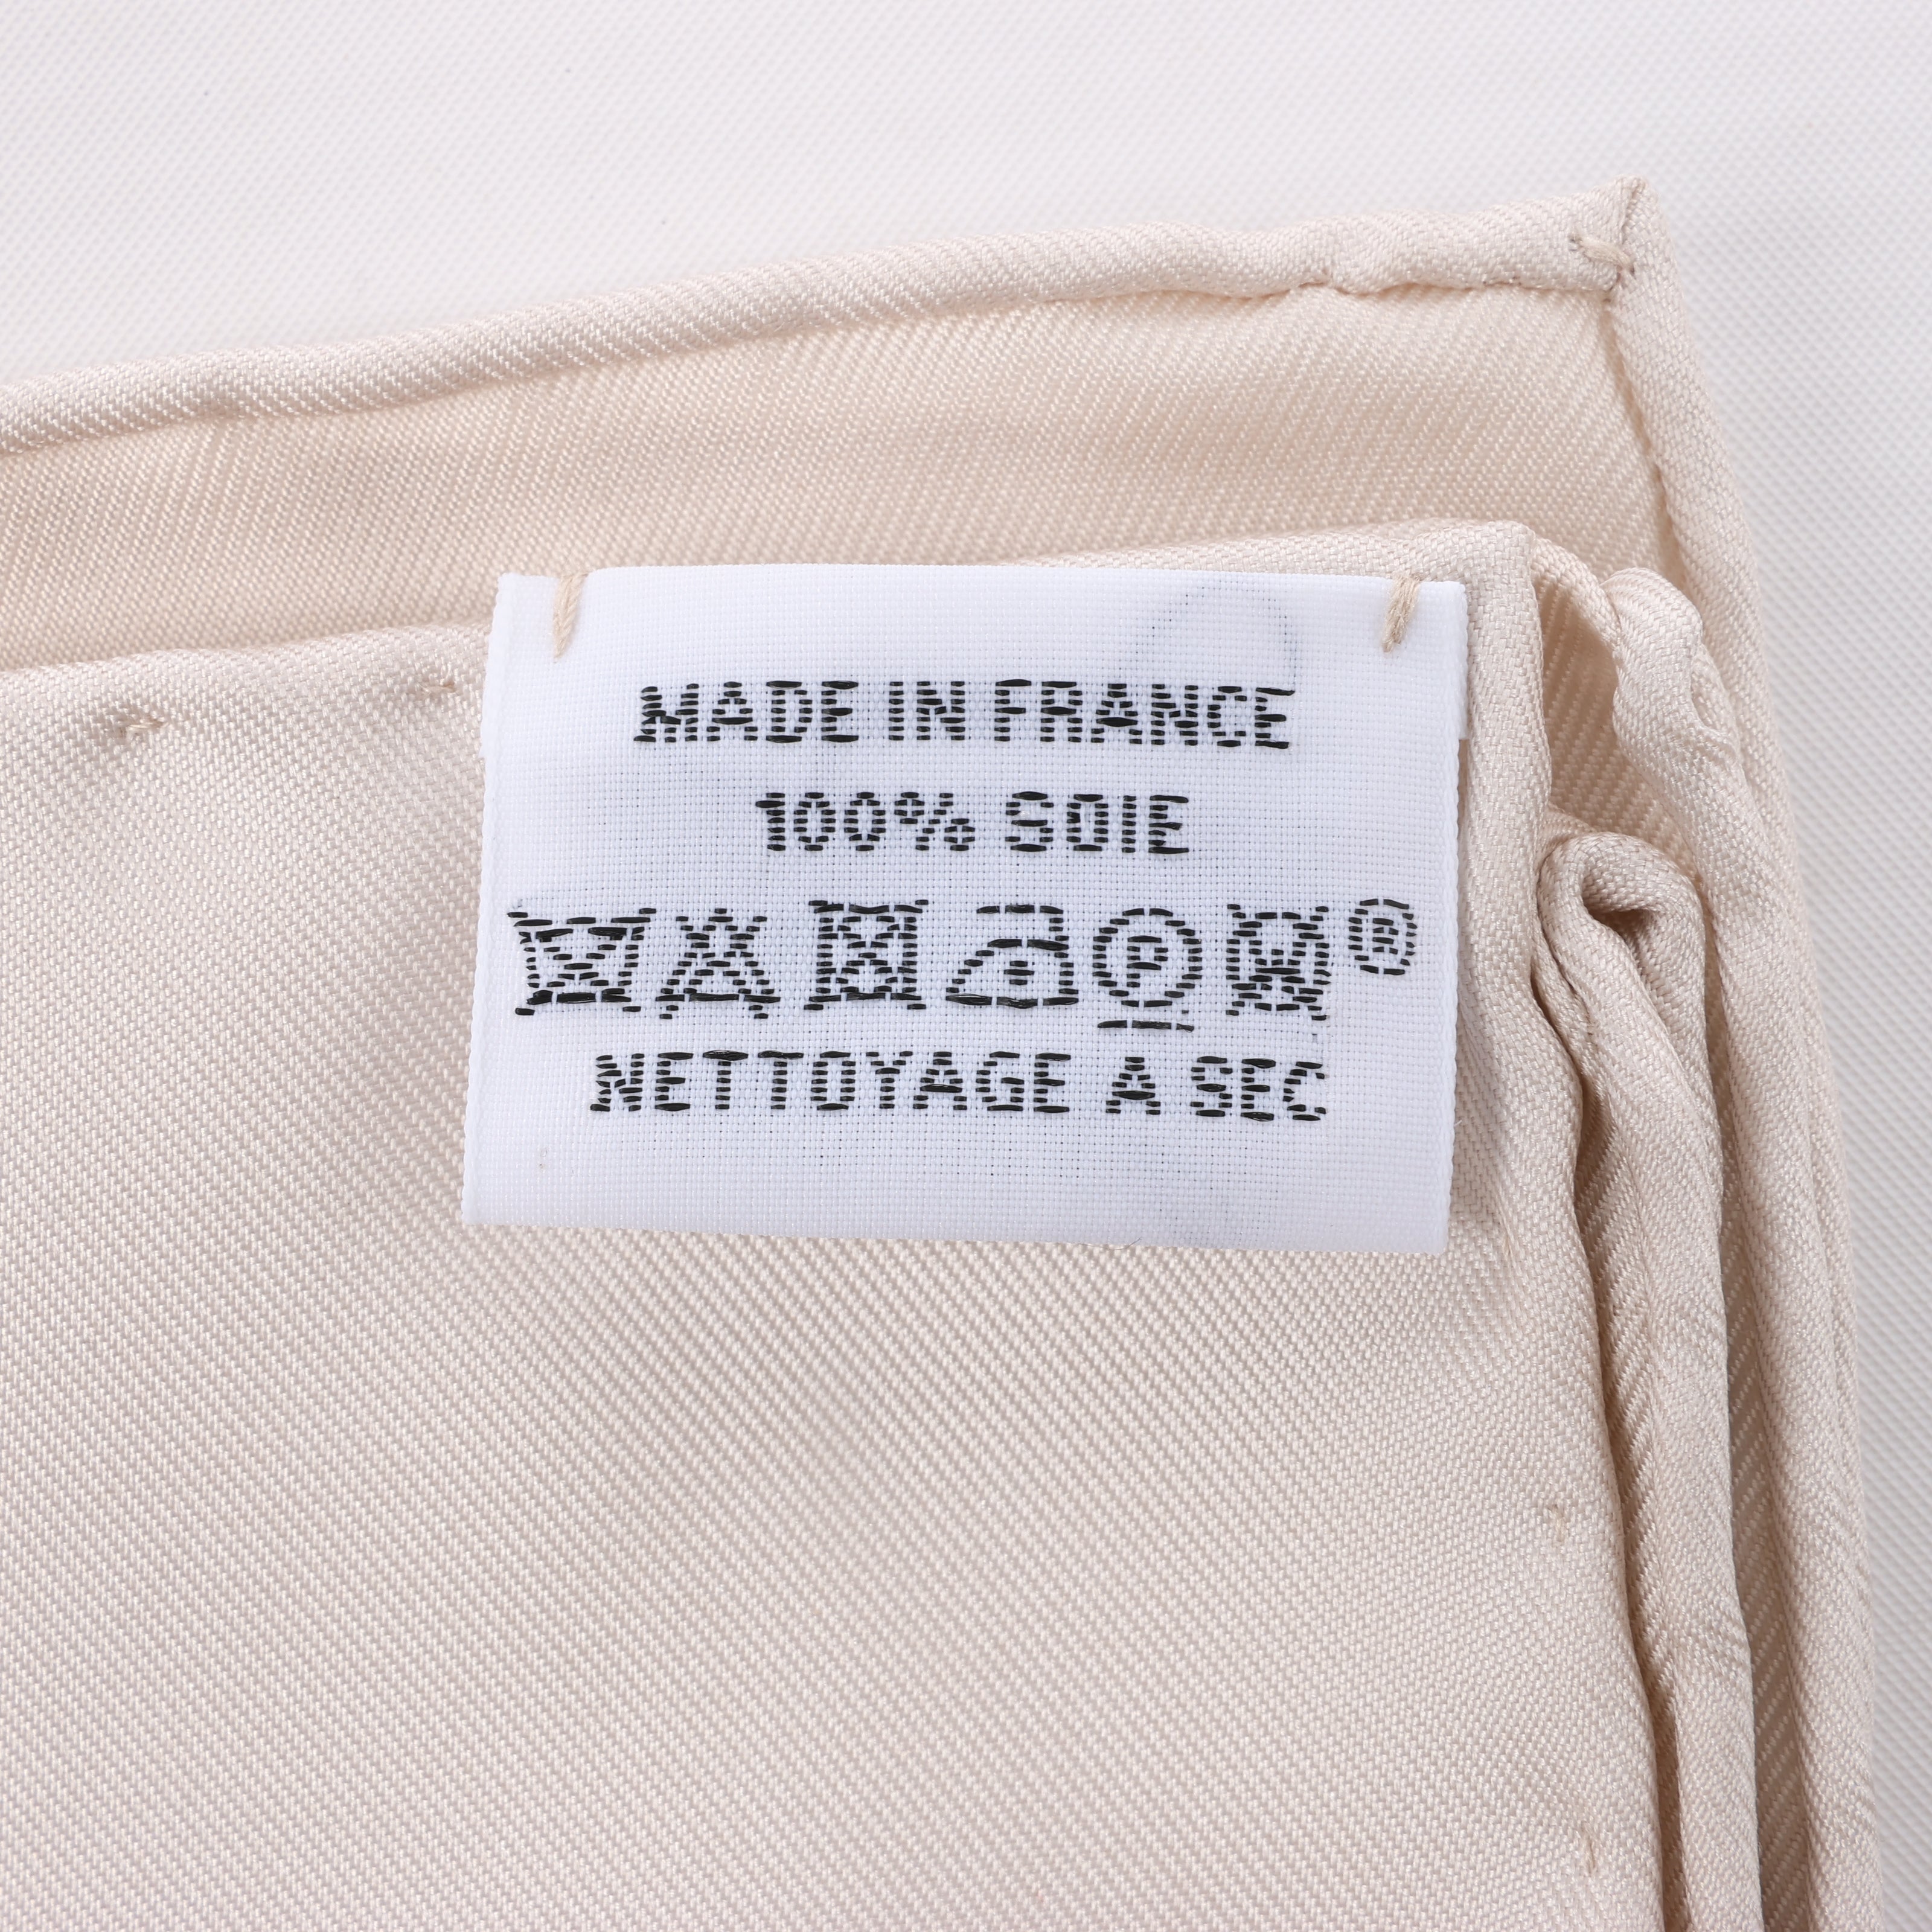 MADE IN FRANCE
100% SOIE
P W ®
NETTOYAGE A SEC